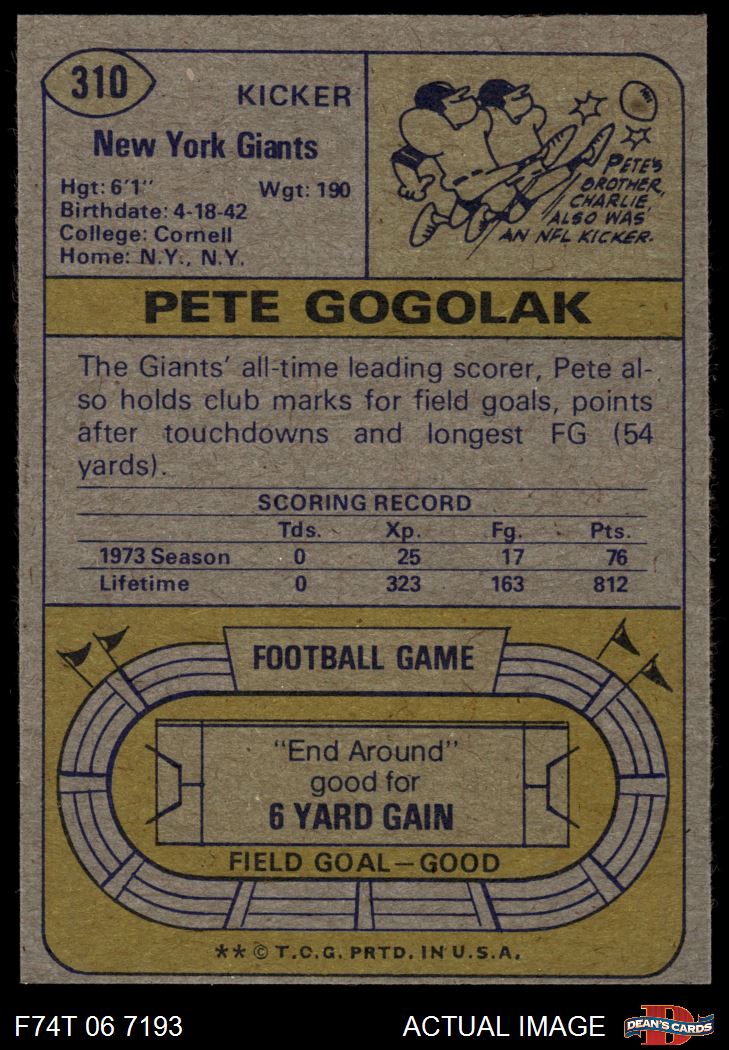 310
KICKER
New York Giants
Hgt: 6'1" Wgt: 190
Birthdate: 4-18-42
College: Cornell
Home: N.Y., N.Y.
PETE'S
BROTHER,
CHARLIE,
ALSO WAS
AN NFL KICKER.
PETE GOGOLAK
The Giants' all-time leading scorer, Pete al-
so holds club marks for field goals, points
after touchdowns and longest FG (54
yards).
SCORING RECORD
Tds. Xp. Fg. Pts.
1973 Season 0 25 17 76
Lifetime 0 323 163 812
FOOTBALL GAME
"End Around"
good for
6 YARD GAIN
FIELD GOAL—GOOD
** © T.C.G. PRTD. IN U.S.A.
F74T 06 7193 ACTUAL IMAGE
DEAN'S CARDS